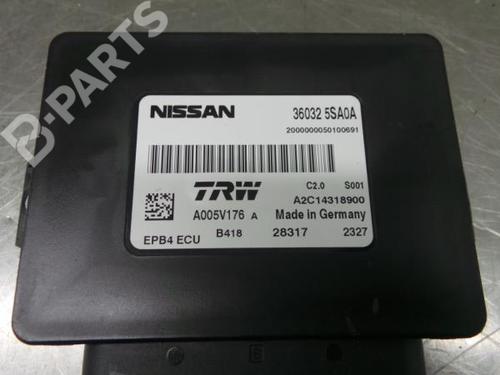 B-PARTS
NISSAN 36032 5SA0A
2000000050100691
TRW C2.0 S001
A2C14318900
A005V176 A Made in Germany
EPB4 ECU B418 28317 2327